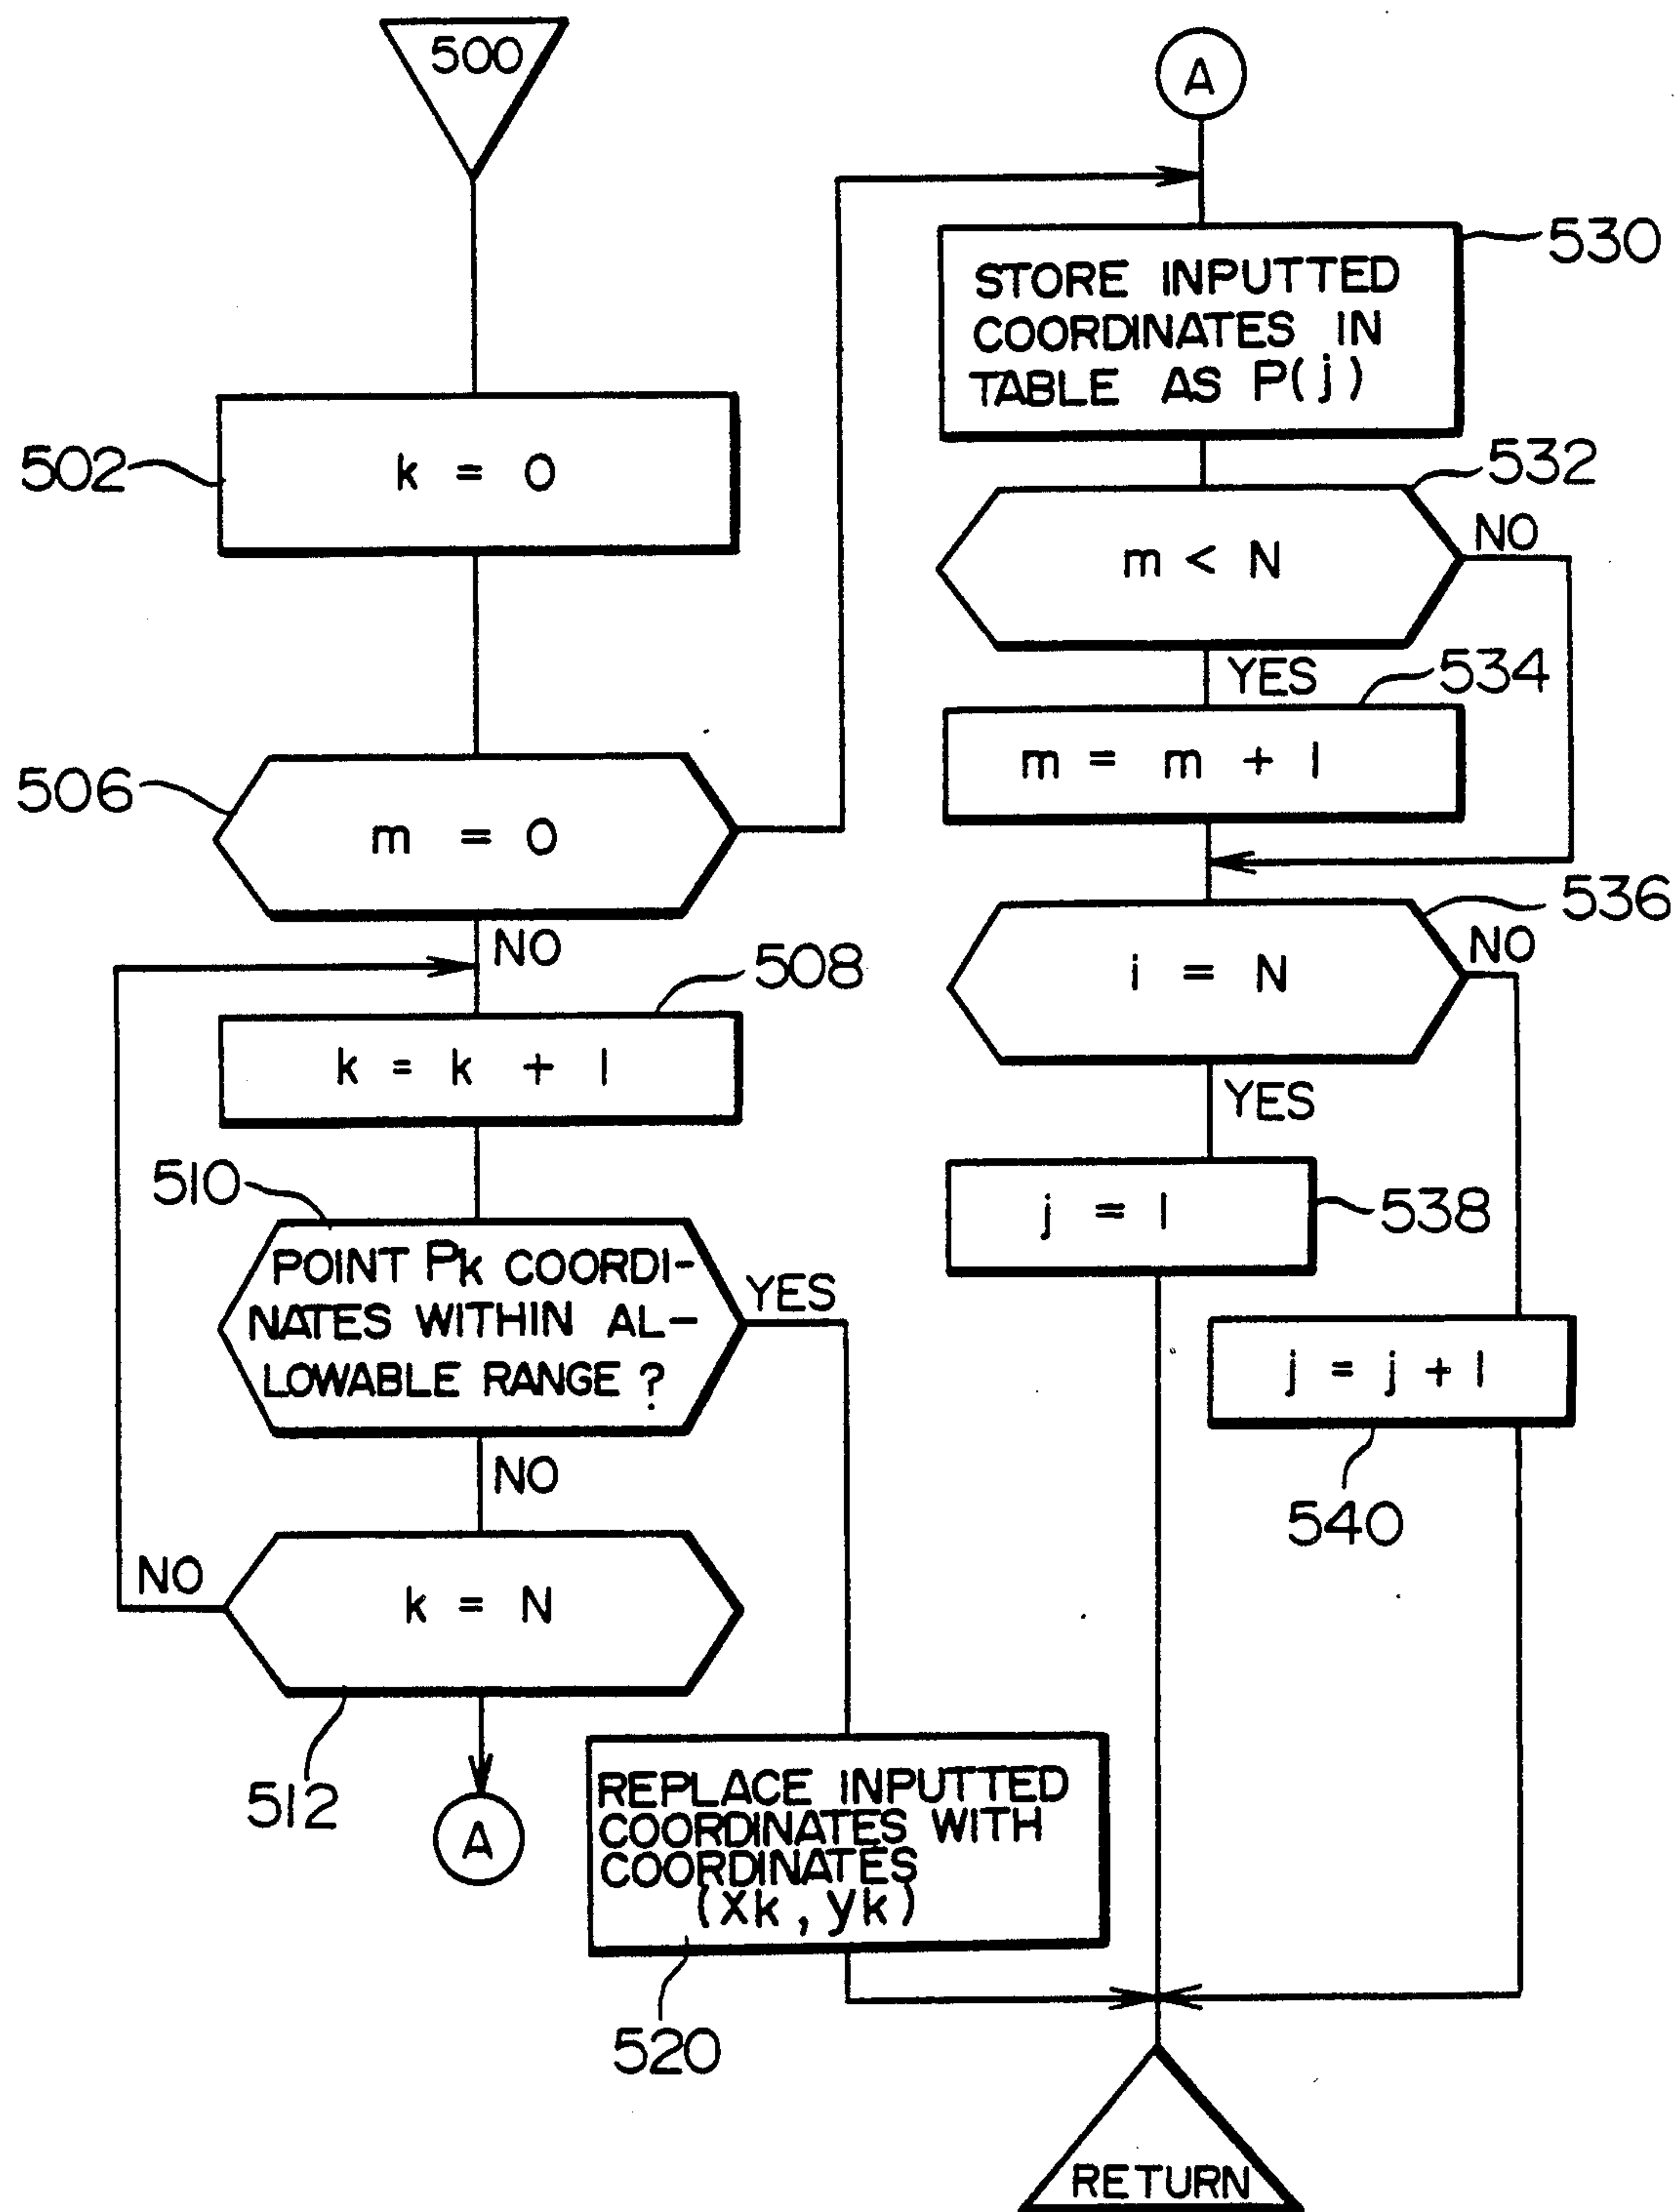 500
502
k = 0
506
m = 0
NO
508
k = k + 1
510
POINT Pk COORDI-
NATES WITHIN AL-
LOWABLE RANGE ?
YES
NO
NO
k = N
512
A
REPLACE INPUTTED
COORDINATES WITH
COORDINATES
(xk, yk)
520
A
530
STORE INPUTTED
COORDINATES IN
TABLE AS P(j)
532
m < N
NO
YES
534
m = m + 1
536
i = N
NO
YES
j = 1
538
j = j + 1
540
RETURN